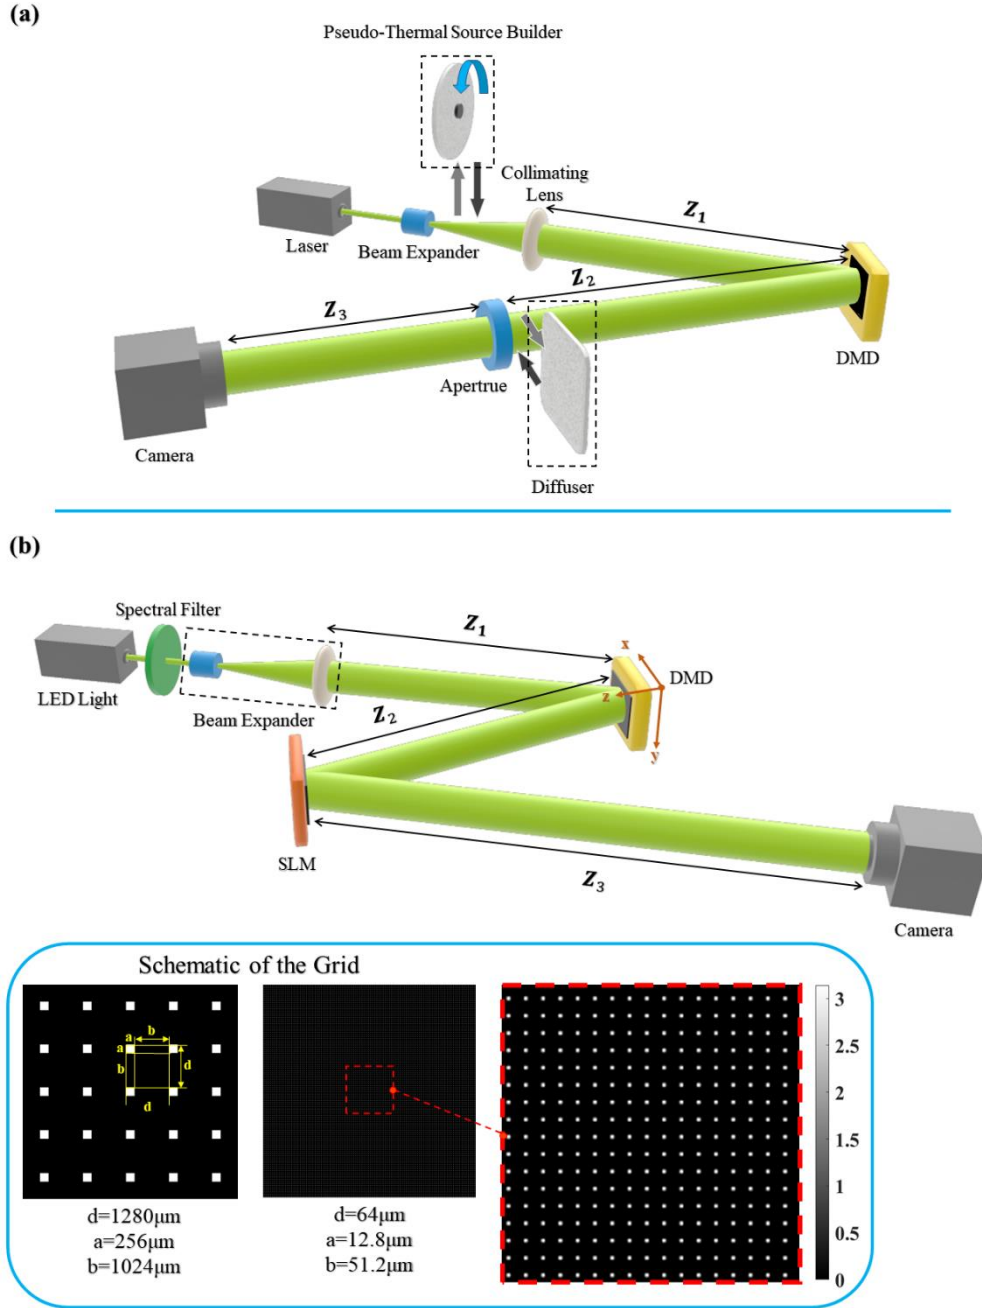 (a)
Pseudo-Thermal Source Builder
Collimating
Lens
Z₁
Laser
Beam Expander
Z₂
Z₃
DMD
Apertrue
Camera
Diffuser
(b)
Spectral Filter
Z₁
x
DMD
LED Light
z
Beam Expander
Z₂
y
SLM
Z₃
Camera
Schematic of the Grid
a
b
a
b
d
d
d=1280μm
a=256μm
b=1024μm
d=64μm
a=12.8μm
b=51.2μm
3
2.5
2
1.5
1
0.5
0